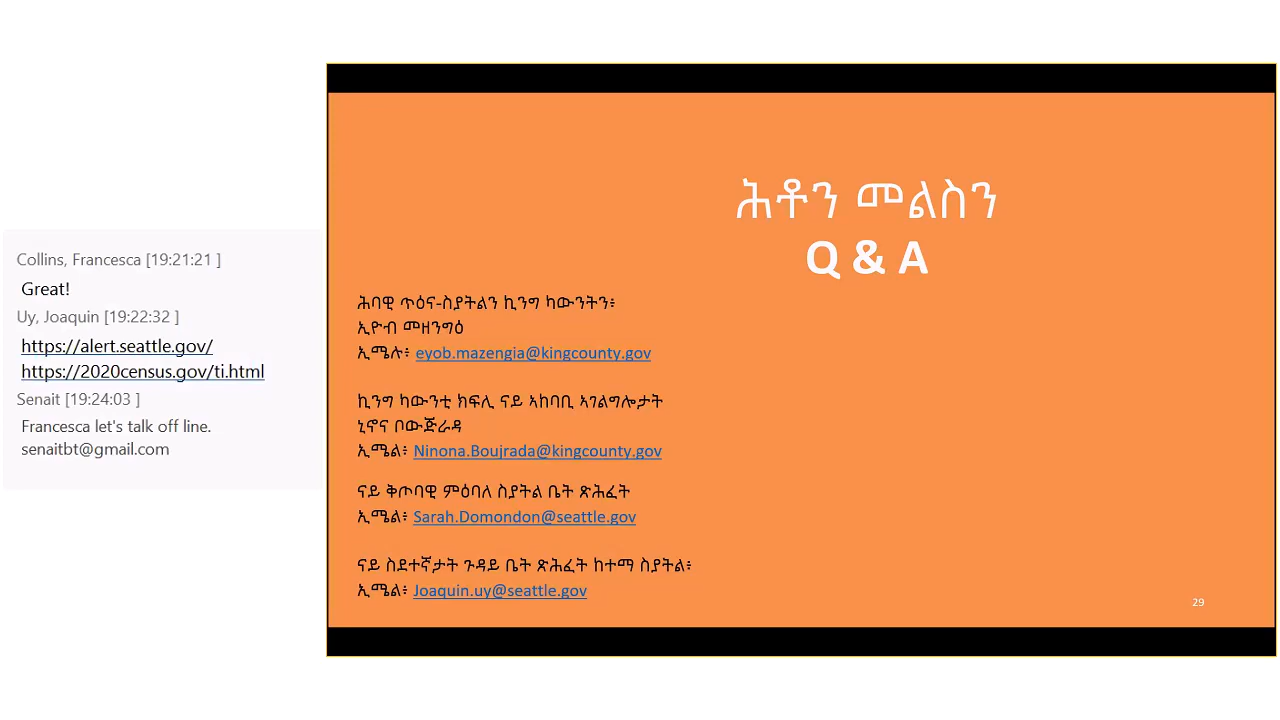 Collins, Francesca [19:21:21 ]
Great!
Uy, Joaquin [19:22:32 ]
https://alert.seattle.gov/
https://2020census.gov/ti.html
Senait [19:24:03 ]
Francesca let's talk off line.
senaitbt@gmail.com
ሕቶን መልስን
Q & A
ሕባዊ ጥዕና-ስያትልን ኪንግ ካውንትን፥
ኢዮብ መዘንግዕ
ኢሜሉ፥ eyob.mazengia@kingcounty.gov
ኪንግ ካውንቲ ክፍሊ ናይ ኣከባቢ ኣገልግሎታት
ኒኖና ቦውጅራዳ
ኢሜል፥ Ninona.Boujrada@kingcounty.gov
ናይ ቅጦባዊ ምዕባለ ስያትል ቤት ጽሕፈት
ኢሜል፥ Sarah.Domondon@seattle.gov
ናይ ስደተኛታት ጉዳይ ቤት ጽሕፈት ከተማ ስያትል፥
ኢሜል፥ Joaquin.uy@seattle.gov
29